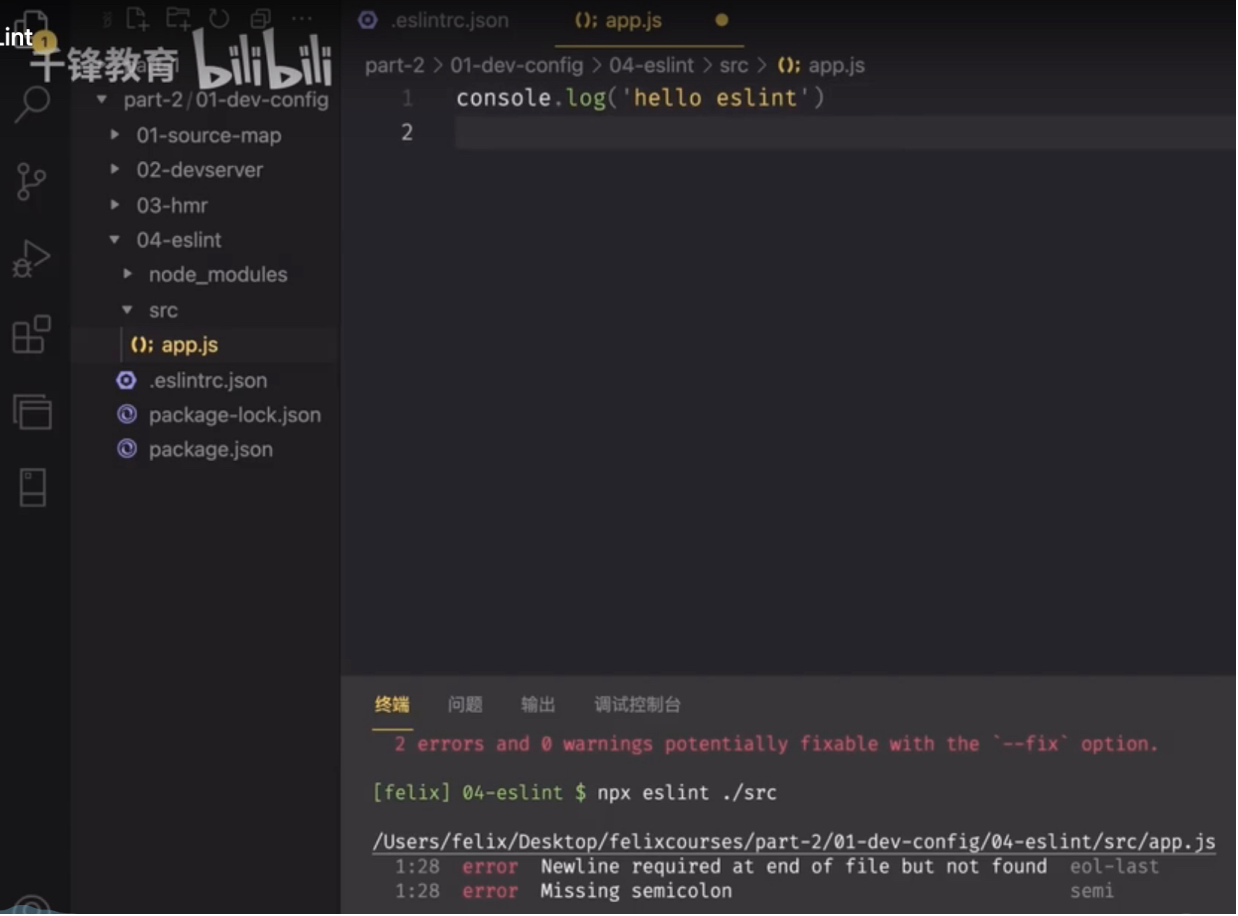 .eslintrc.json
(); app.js
Lint
1
千锋教育 bilibili
part-2 > 01-dev-config > 04-eslint > src > (); app.js
part-2/01-dev-config
1 console.log('hello eslint')
2
01-source-map
02-devserver
03-hmr
04-eslint
node_modules
src
(); app.js
.eslintrc.json
package-lock.json
package.json
终端 问题 输出 调试控制台
2 errors and 0 warnings potentially fixable with the `--fix` option.
[felix] 04-eslint $ npx eslint ./src
/Users/felix/Desktop/felixcourses/part-2/01-dev-config/04-eslint/src/app.js
1:28 error Newline required at end of file but not found eol-last
1:28 error Missing semicolon semi